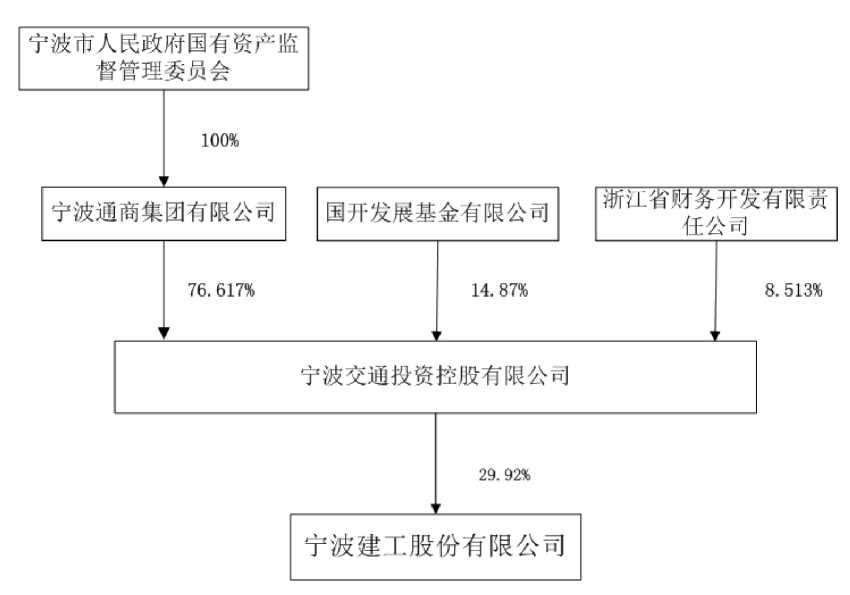 宁波市人民政府国有资产监
督管理委员会
100%
宁波通商集团有限公司
国开发展基金有限公司
浙江省财务开发有限责
任公司
76.617%
14.87%
8.513%
宁波交通投资控股有限公司
29.92%
宁波建工股份有限公司